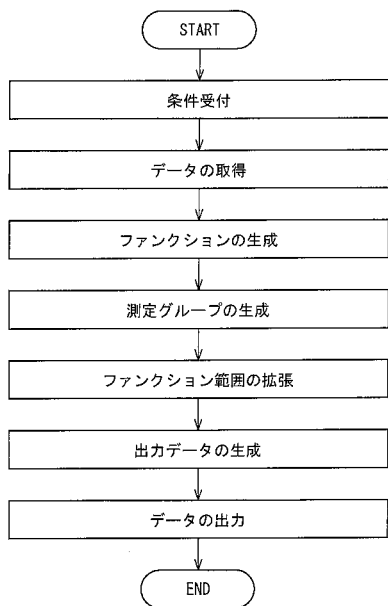 START
条件受付
データの取得
ファンクションの生成
測定グループの生成
ファンクション範囲の拡張
出力データの生成
データの出力
END